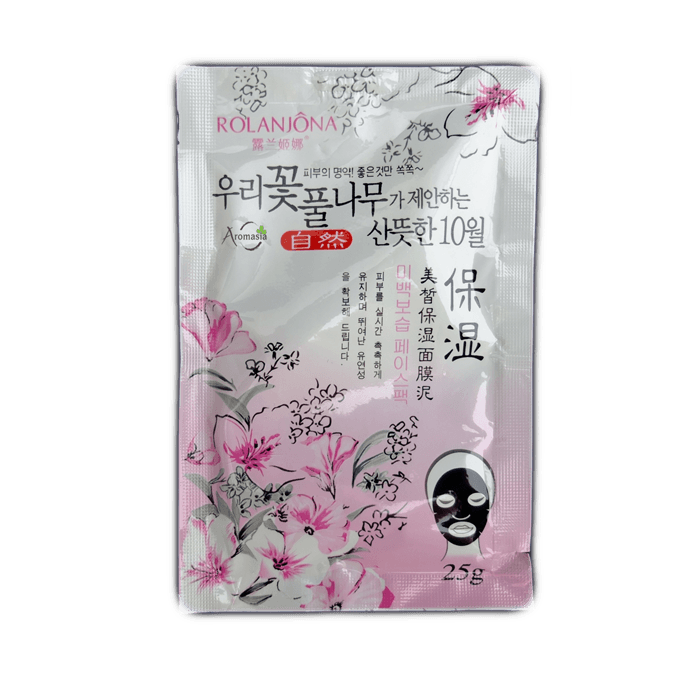 ROLANJÔNA
露兰姬娜
피부의 명약! 좋은것만 쏙쏙~
우리꽃풀나무가 제안하는
Aromasia
自然
산뜻한 10월
保湿
美皙保湿面膜泥
미백보습 페이스팩
피부를 실시간 촉촉하게
유지하며 뛰어난 유연성
을 확보해 드립니다.
25g